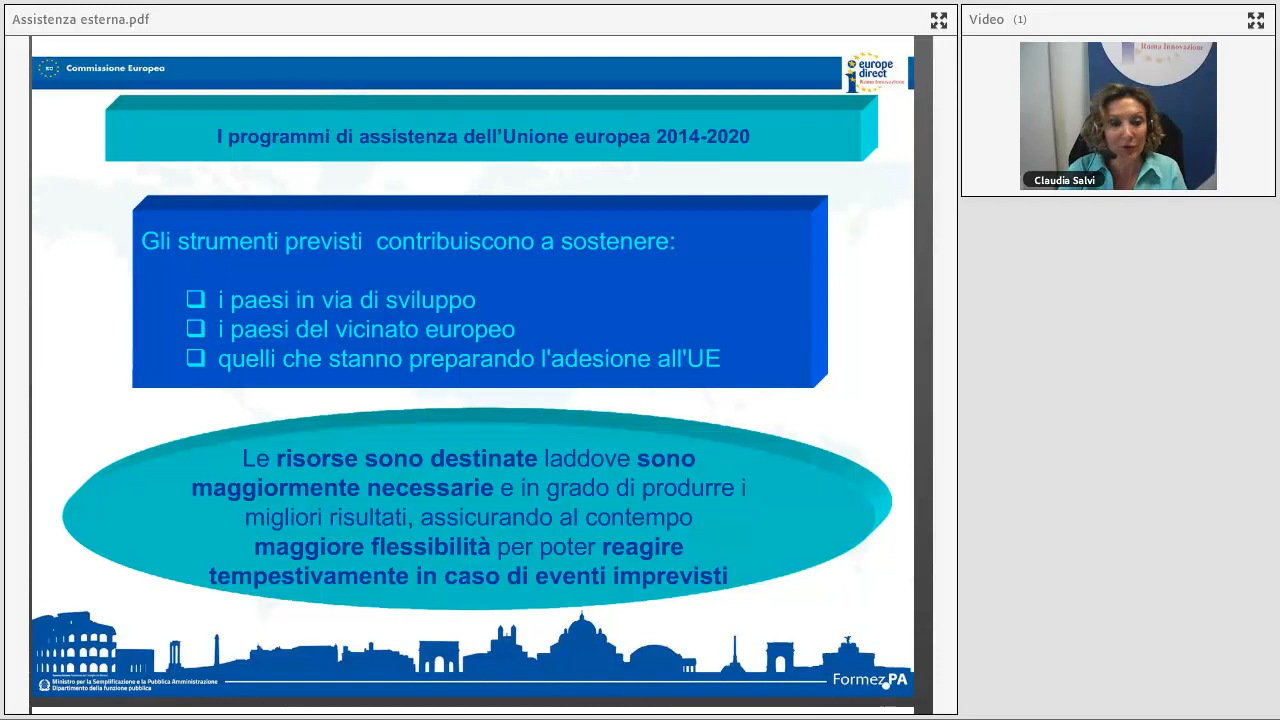 Assistenza esterna.pdf
Video (1)
Commissione Europea
europe
direct
Roma Innovazione
Roma Innovazione
Claudia Salvi
I programmi di assistenza dell'Unione europea 2014-2020
Gli strumenti previsti contribuiscono a sostenere:
❑ i paesi in via di sviluppo
❑ i paesi del vicinato europeo
❑ quelli che stanno preparando l'adesione all'UE
Le risorse sono destinate laddove sono
maggiormente necessarie e in grado di produrre i
migliori risultati, assicurando al contempo
maggiore flessibilità per poter reagire
tempestivamente in caso di eventi imprevisti
Ministro per la Semplificazione e la Pubblica Amministrazione
Dipartimento della funzione pubblica
Formez PA